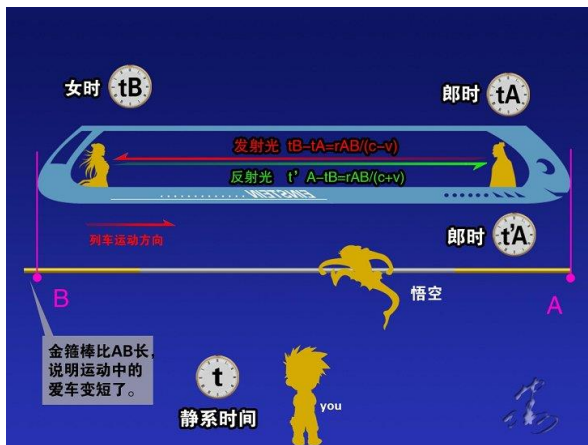 女时 tB
郎时 tA
发射光 tB-tA=rAB/(c-v)
反射光 t'A-tB=rAB/(c+v)
EINSTEIN
列车运动方向
郎时 t'A
B
A
悟空
金箍棒比AB长,
说明运动中的
爱车变短了。
t
静系时间
you